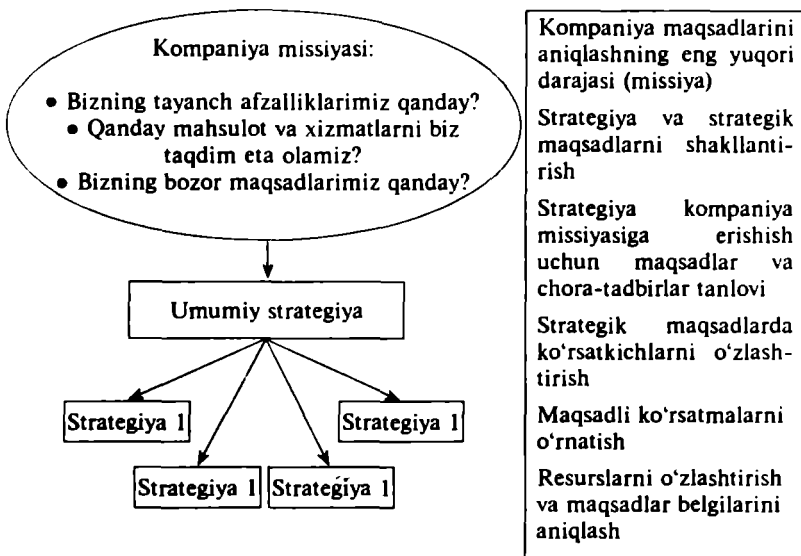 Kompaniya missiyasi:
● Bizning tayanch afzalliklarimiz qanday?
● Qanday mahsulot va xizmatlarni biz
taqdim eta olamiz?
● Bizning bozor maqsadlarimiz qanday?
Umumiy strategiya
Strategiya 1
Strategiya 1
Strategiya 1
Strategiya 1
Kompaniya maqsadlarini
aniqlashning eng yuqori
darajasi (missiya)
Strategiya va strategik
maqsadlarni shakllanti-
rish
Strategiya kompaniya
missiyasiga erishish
uchun maqsadlar va
chora-tadbirlar tanlovi
Strategik maqsadlarda
ko‘rsatkichlarni o‘zlash-
tirish
Maqsadli ko‘rsatmalarni
o‘rnatish
Resurslarni o‘zlashtirish
va maqsadlar belgilarini
aniqlash